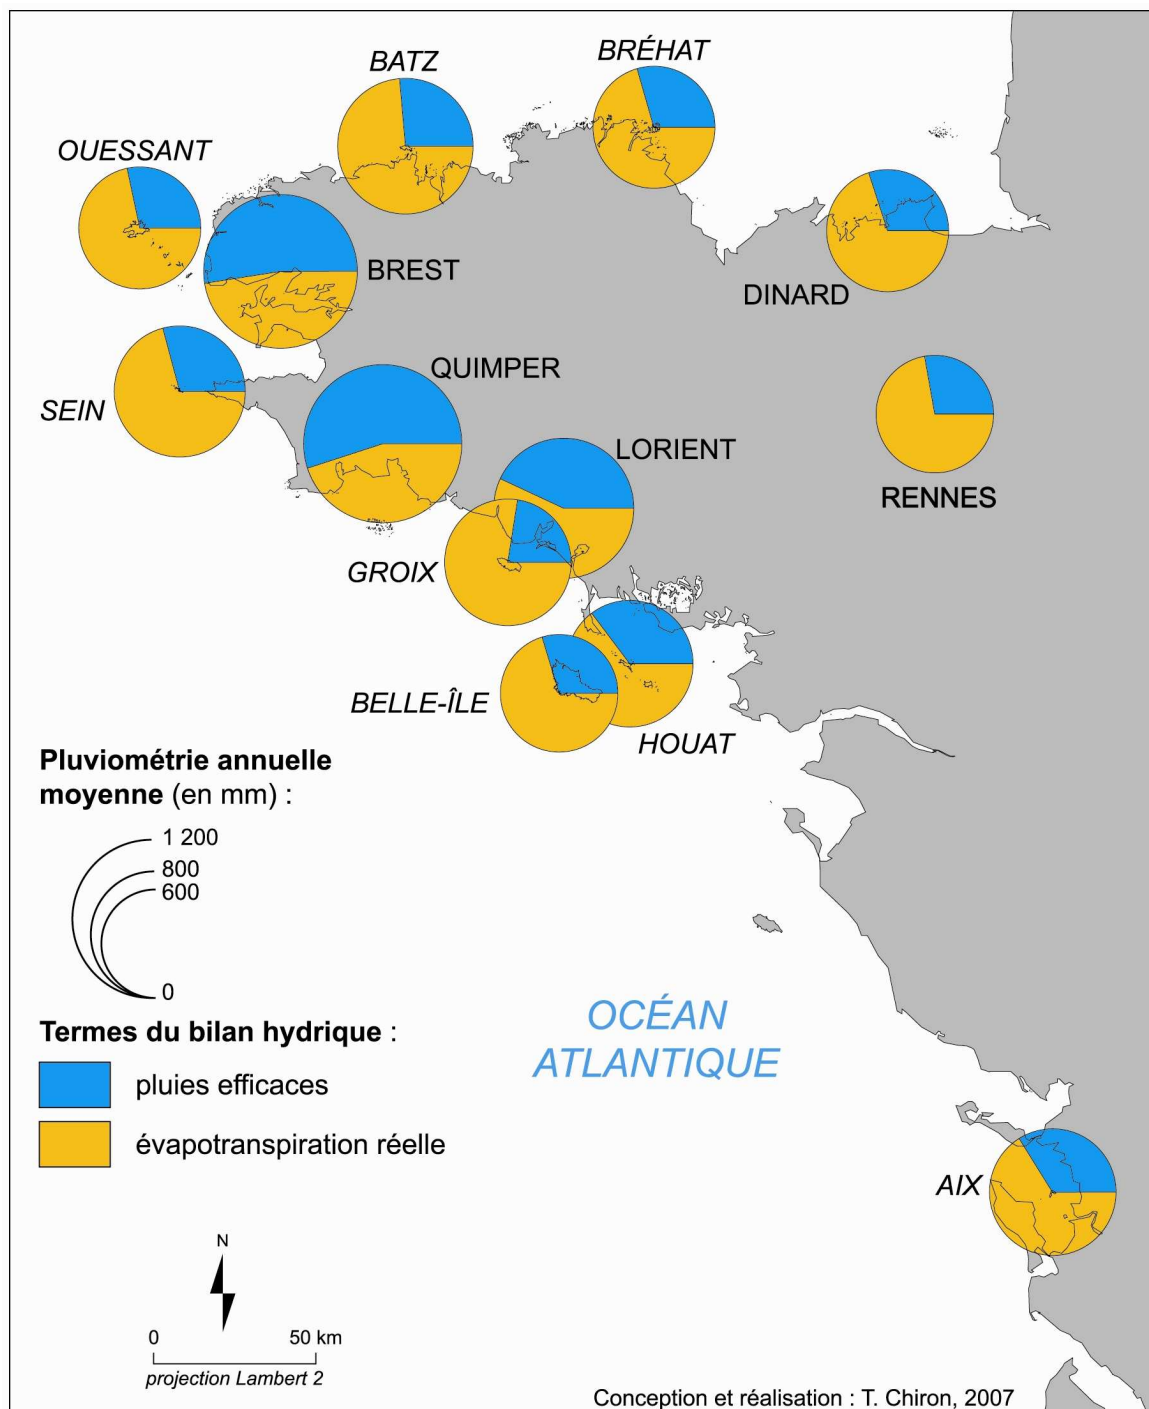 BRÉHAT
BATZ
OUESSANT
BREST
DINARD
QUIMPER
SEIN
LORIENT
RENNES
GROIX
BELLE-ÎLE
HOUAT
Pluviométrie annuelle
moyenne (en mm) :
1 200
800
600
0
OCÉAN
ATLANTIQUE
Termes du bilan hydrique :
pluies efficaces
évapotranspiration réelle
AIX
N
0 50 km
projection Lambert 2
Conception et réalisation : T. Chiron, 2007